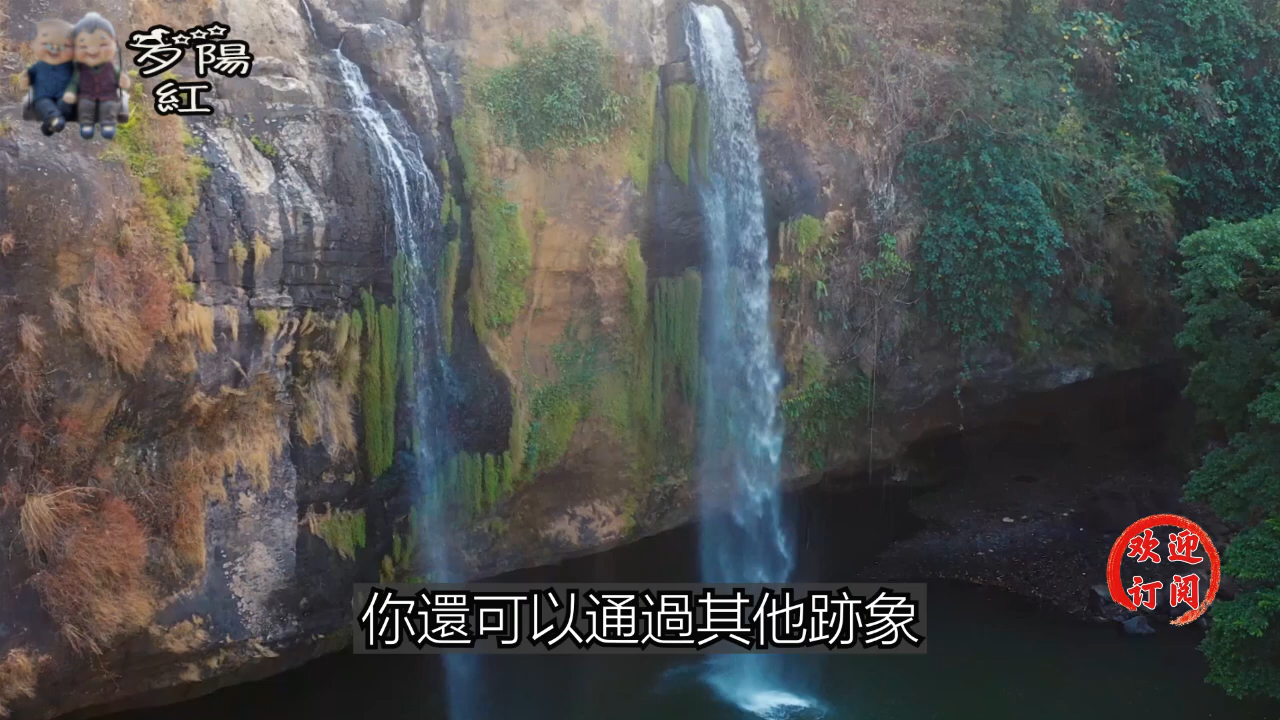 夕陽
紅
你還可以通過其他跡象
欢迎
订阅